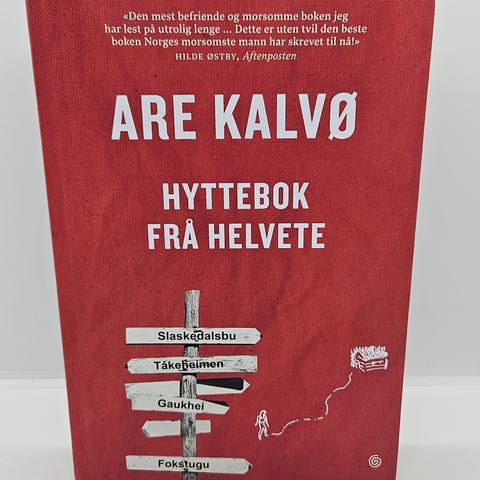 «Den mest befriende og morsomme boken jeg
har lest på utrolig lenge ... Dette er uten tvil den beste
boken Norges morsomste mann har skrevet til nå!»
HILDE ØSTBY, Aftenposten
ARE KALVØ
HYTTEBOK
FRÅ HELVETE
Slaskedalsbu
Tåkeheimen
Gaukhei
Fokstugu